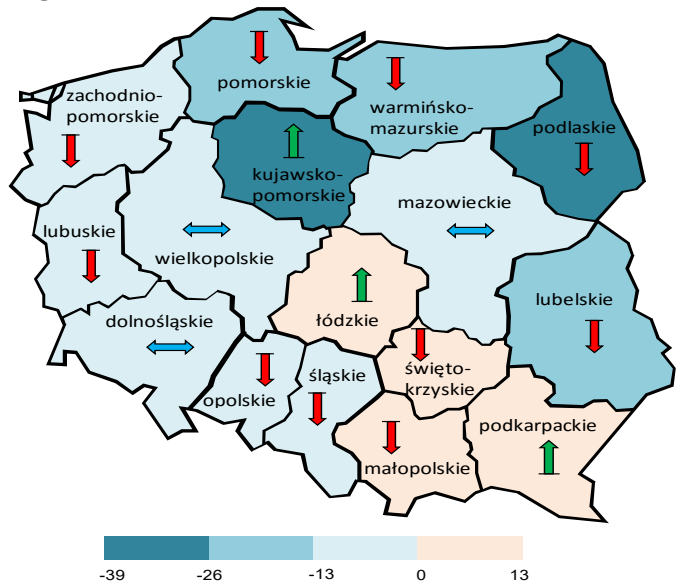 pomorskie
zachodnio-
pomorskie
warmińsko-
mazurskie
podlaskie
kujawsko-
pomorskie
mazowieckie
lubuskie
wielkopolskie
lubelskie
dolnośląskie
łódzkie
śląskie
święto-
krzyskie
opolskie
podkarpackie
małopolskie
-39 -26 -13 0 13